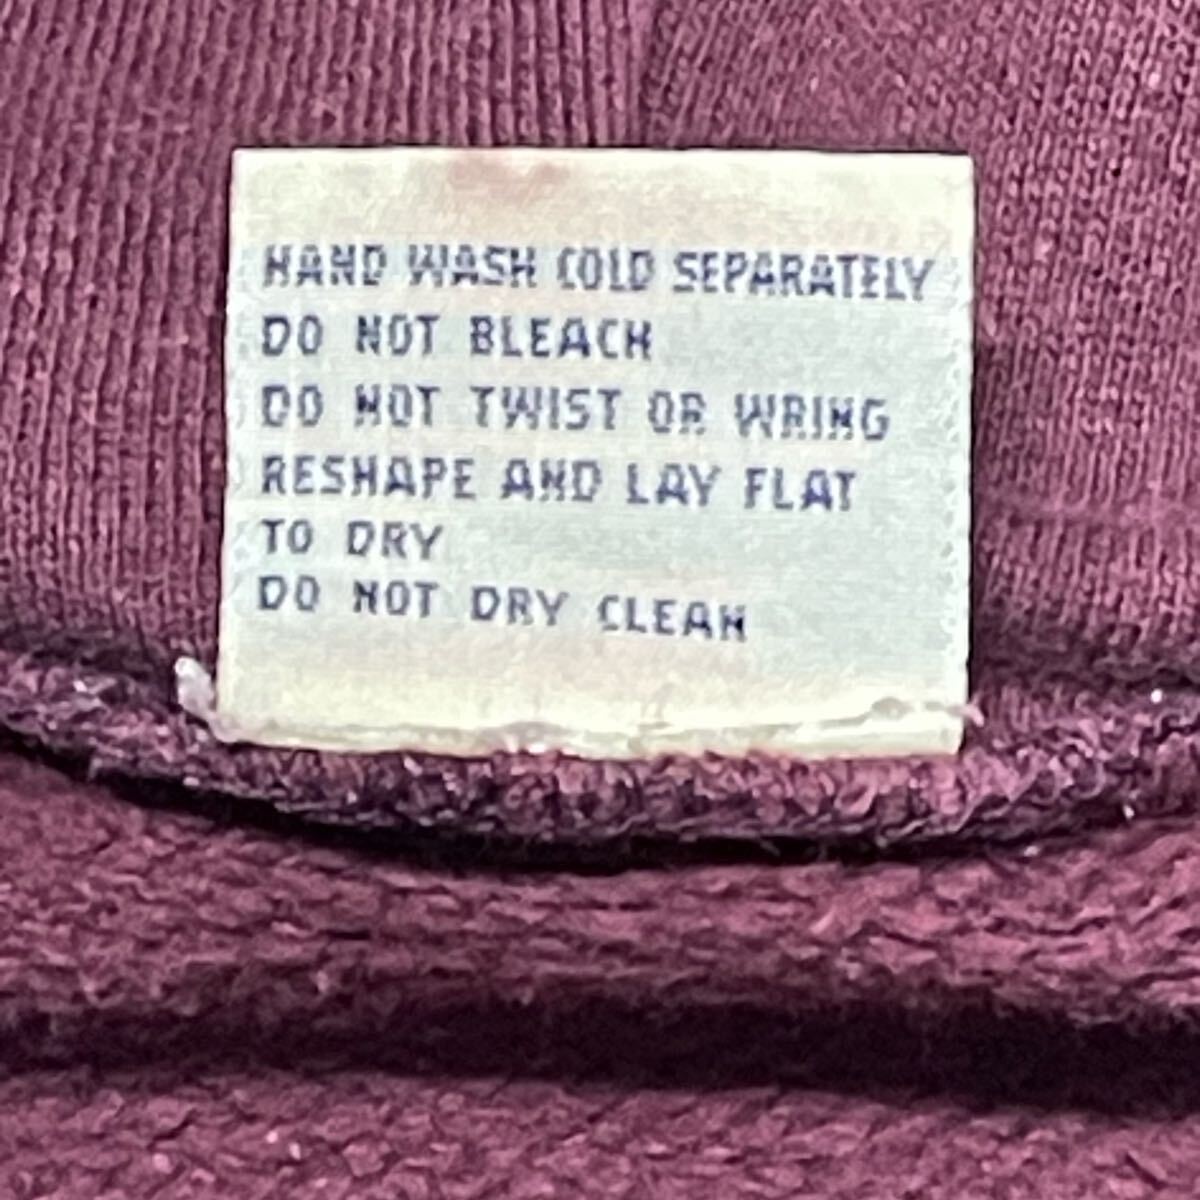 HAND WASH COLD SEPARATELY
DO NOT BLEACH
DO NOT TWIST OR WRING
RESHAPE AND LAY FLAT
TO DRY
DO NOT DRY CLEAN